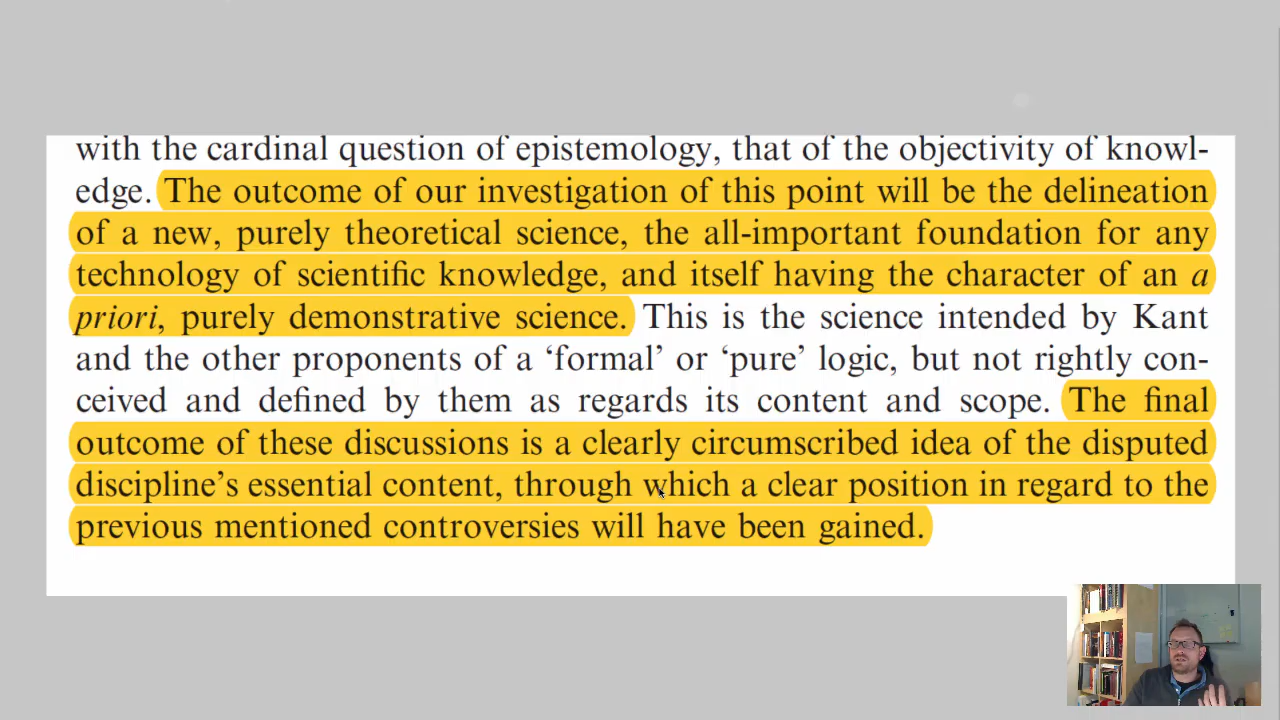 with the cardinal question of epistemology, that of the objectivity of knowl-
edge. The outcome of our investigation of this point will be the delineation
of a new, purely theoretical science, the all-important foundation for any
technology of scientific knowledge, and itself having the character of an a
priori, purely demonstrative science. This is the science intended by Kant
and the other proponents of a ‘formal’ or ‘pure’ logic, but not rightly con-
ceived and defined by them as regards its content and scope. The final
outcome of these discussions is a clearly circumscribed idea of the disputed
discipline’s essential content, through which a clear position in regard to the
previous mentioned controversies will have been gained.